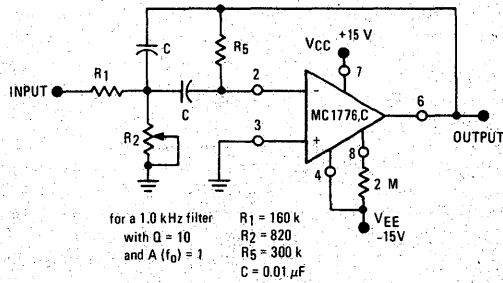 +15 V
VCC
C
R5
7
R1
2
INPUT
C
-
MC1776,C
6
3
OUTPUT
R2
+
8
4
2 M
VEE
-15V
for a 1.0 kHz filter
with Q = 10
and A (fo) = 1
R1 = 160 k
R2 = 820
R5 = 300 k
C = 0.01 µF